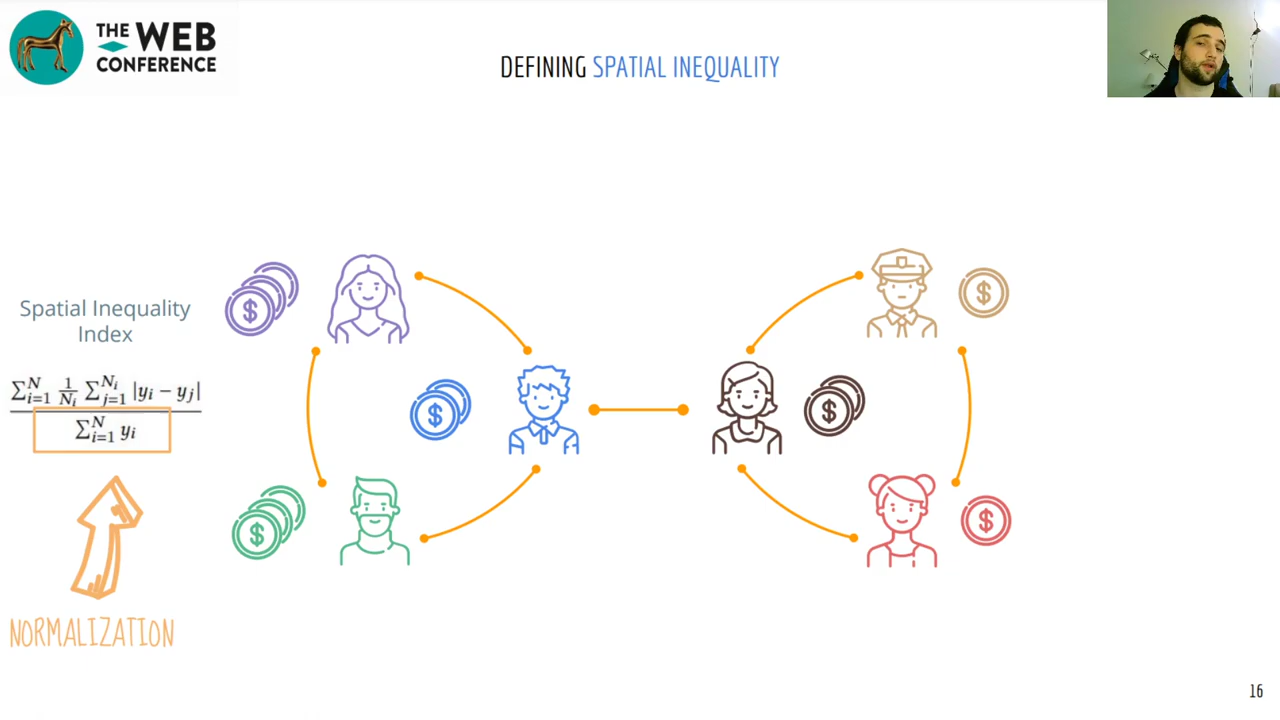 THE WEB
CONFERENCE
DEFINING SPATIAL INEQUALITY
Spatial Inequality
Index
$\frac{\sum_{i=1}^{N} \frac{1}{N_i} \sum_{j=1}^{N_i} |y_i - y_j|}{\sum_{i=1}^{N} y_i}$
NORMALIZATION
$
$
$
$
$
$
16